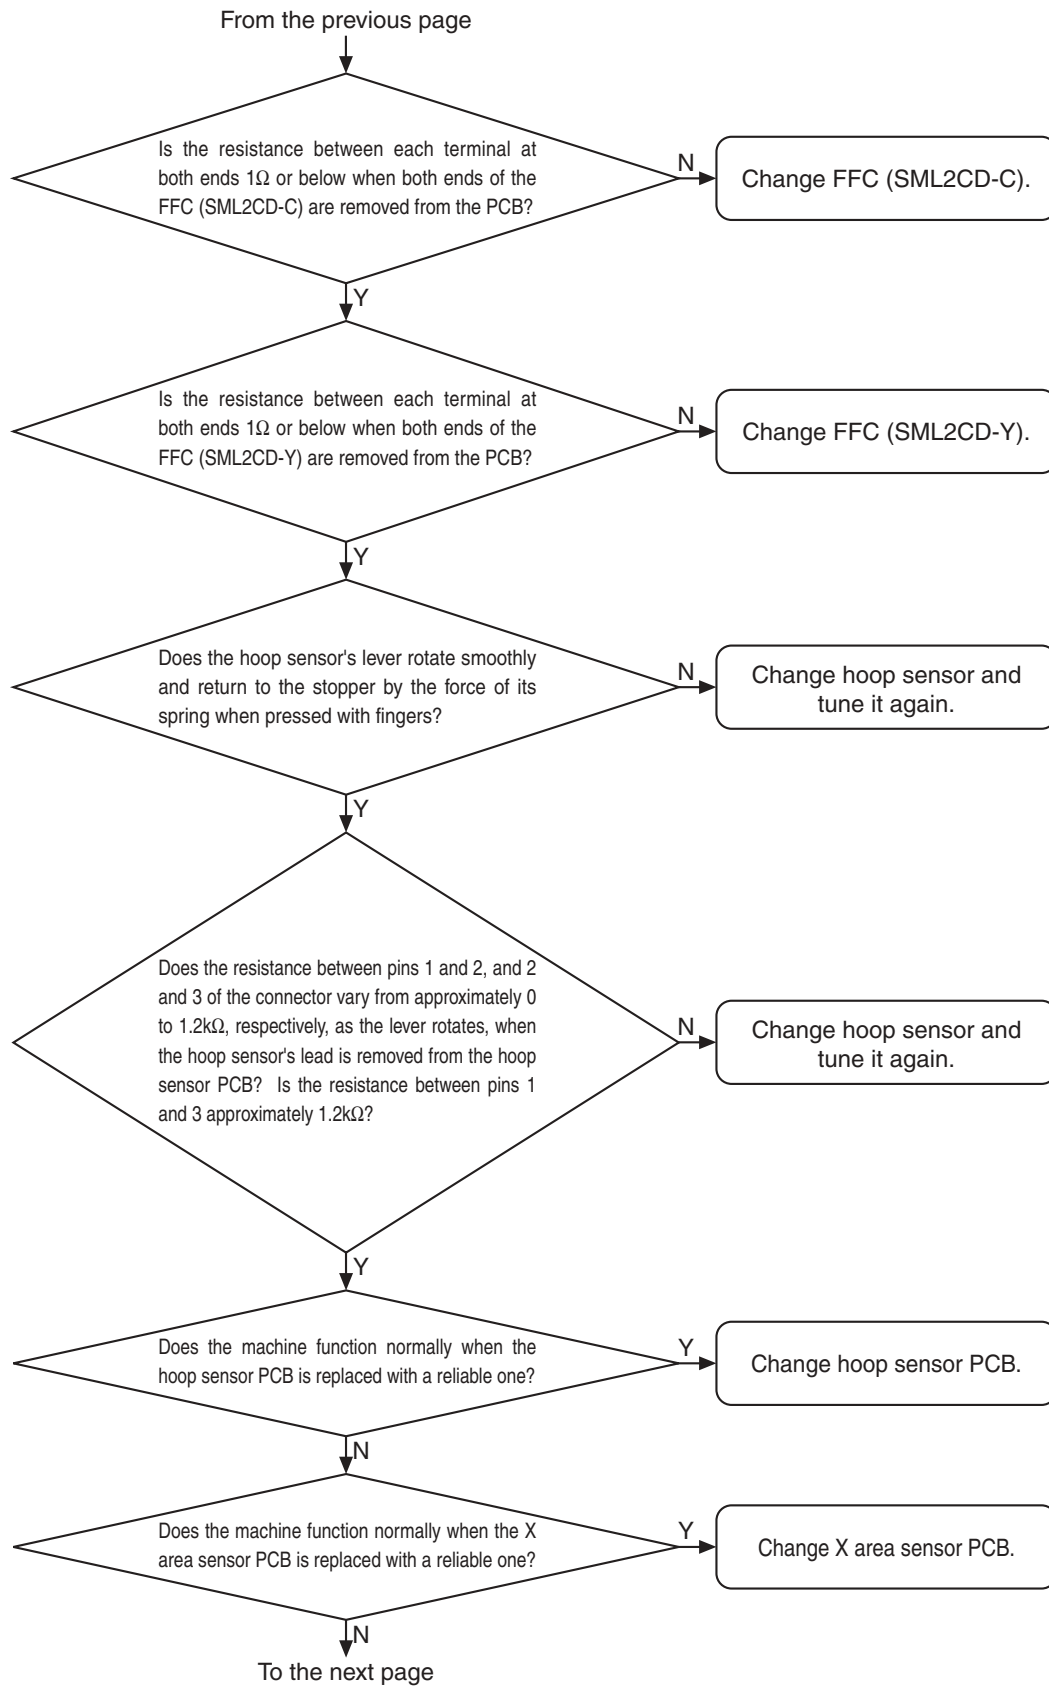 From the previous page
Is the resistance between each terminal at
both ends 1Ω or below when both ends of the
FFC (SML2CD-C) are removed from the PCB?
N
Change FFC (SML2CD-C).
Y
Is the resistance between each terminal at
both ends 1Ω or below when both ends of the
FFC (SML2CD-Y) are removed from the PCB?
N
Change FFC (SML2CD-Y).
Y
Does the hoop sensor's lever rotate smoothly
and return to the stopper by the force of its
spring when pressed with fingers?
N
Change hoop sensor and
tune it again.
Y
Does the resistance between pins 1 and 2, and 2
and 3 of the connector vary from approximately 0
to 1.2kΩ, respectively, as the lever rotates, when
the hoop sensor's lead is removed from the hoop
sensor PCB? Is the resistance between pins 1
and 3 approximately 1.2kΩ?
N
Change hoop sensor and
tune it again.
Y
Does the machine function normally when the
hoop sensor PCB is replaced with a reliable one?
Y
Change hoop sensor PCB.
N
Does the machine function normally when the X
area sensor PCB is replaced with a reliable one?
Y
Change X area sensor PCB.
N
To the next page